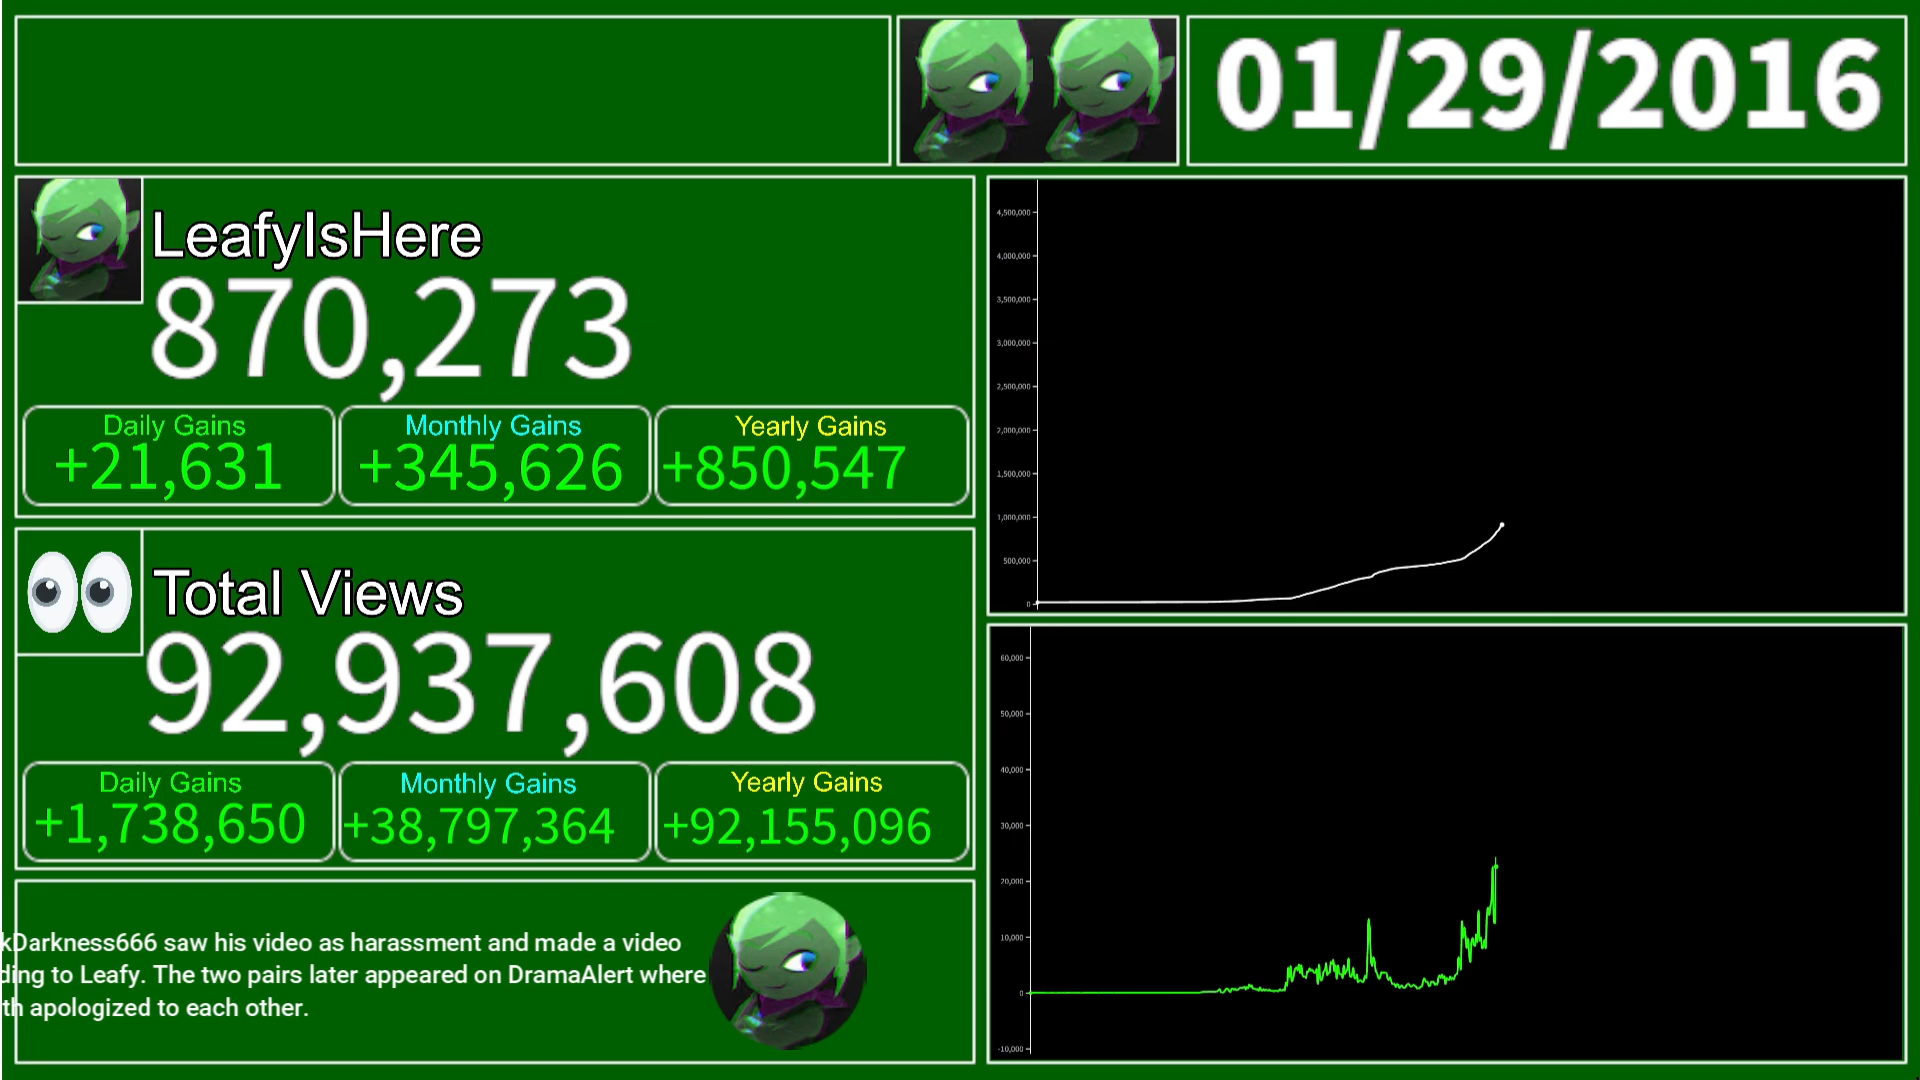 01/29/2016
LeafyIsHere
870,273
Daily Gains
+21,631
Monthly Gains
+345,626
Yearly Gains
+850,547
Total Views
92,937,608
Daily Gains
+1,738,650
Monthly Gains
+38,797,364
Yearly Gains
+92,155,096
kDarkness666 saw his video as harassment and made a video
ding to Leafy. The two pairs later appeared on DramaAlert where
th apologized to each other.
4,500,000
4,000,000
3,500,000
3,000,000
2,500,000
2,000,000
1,500,000
1,000,000
500,000
0
60,000
50,000
40,000
30,000
20,000
10,000
0
-10,000